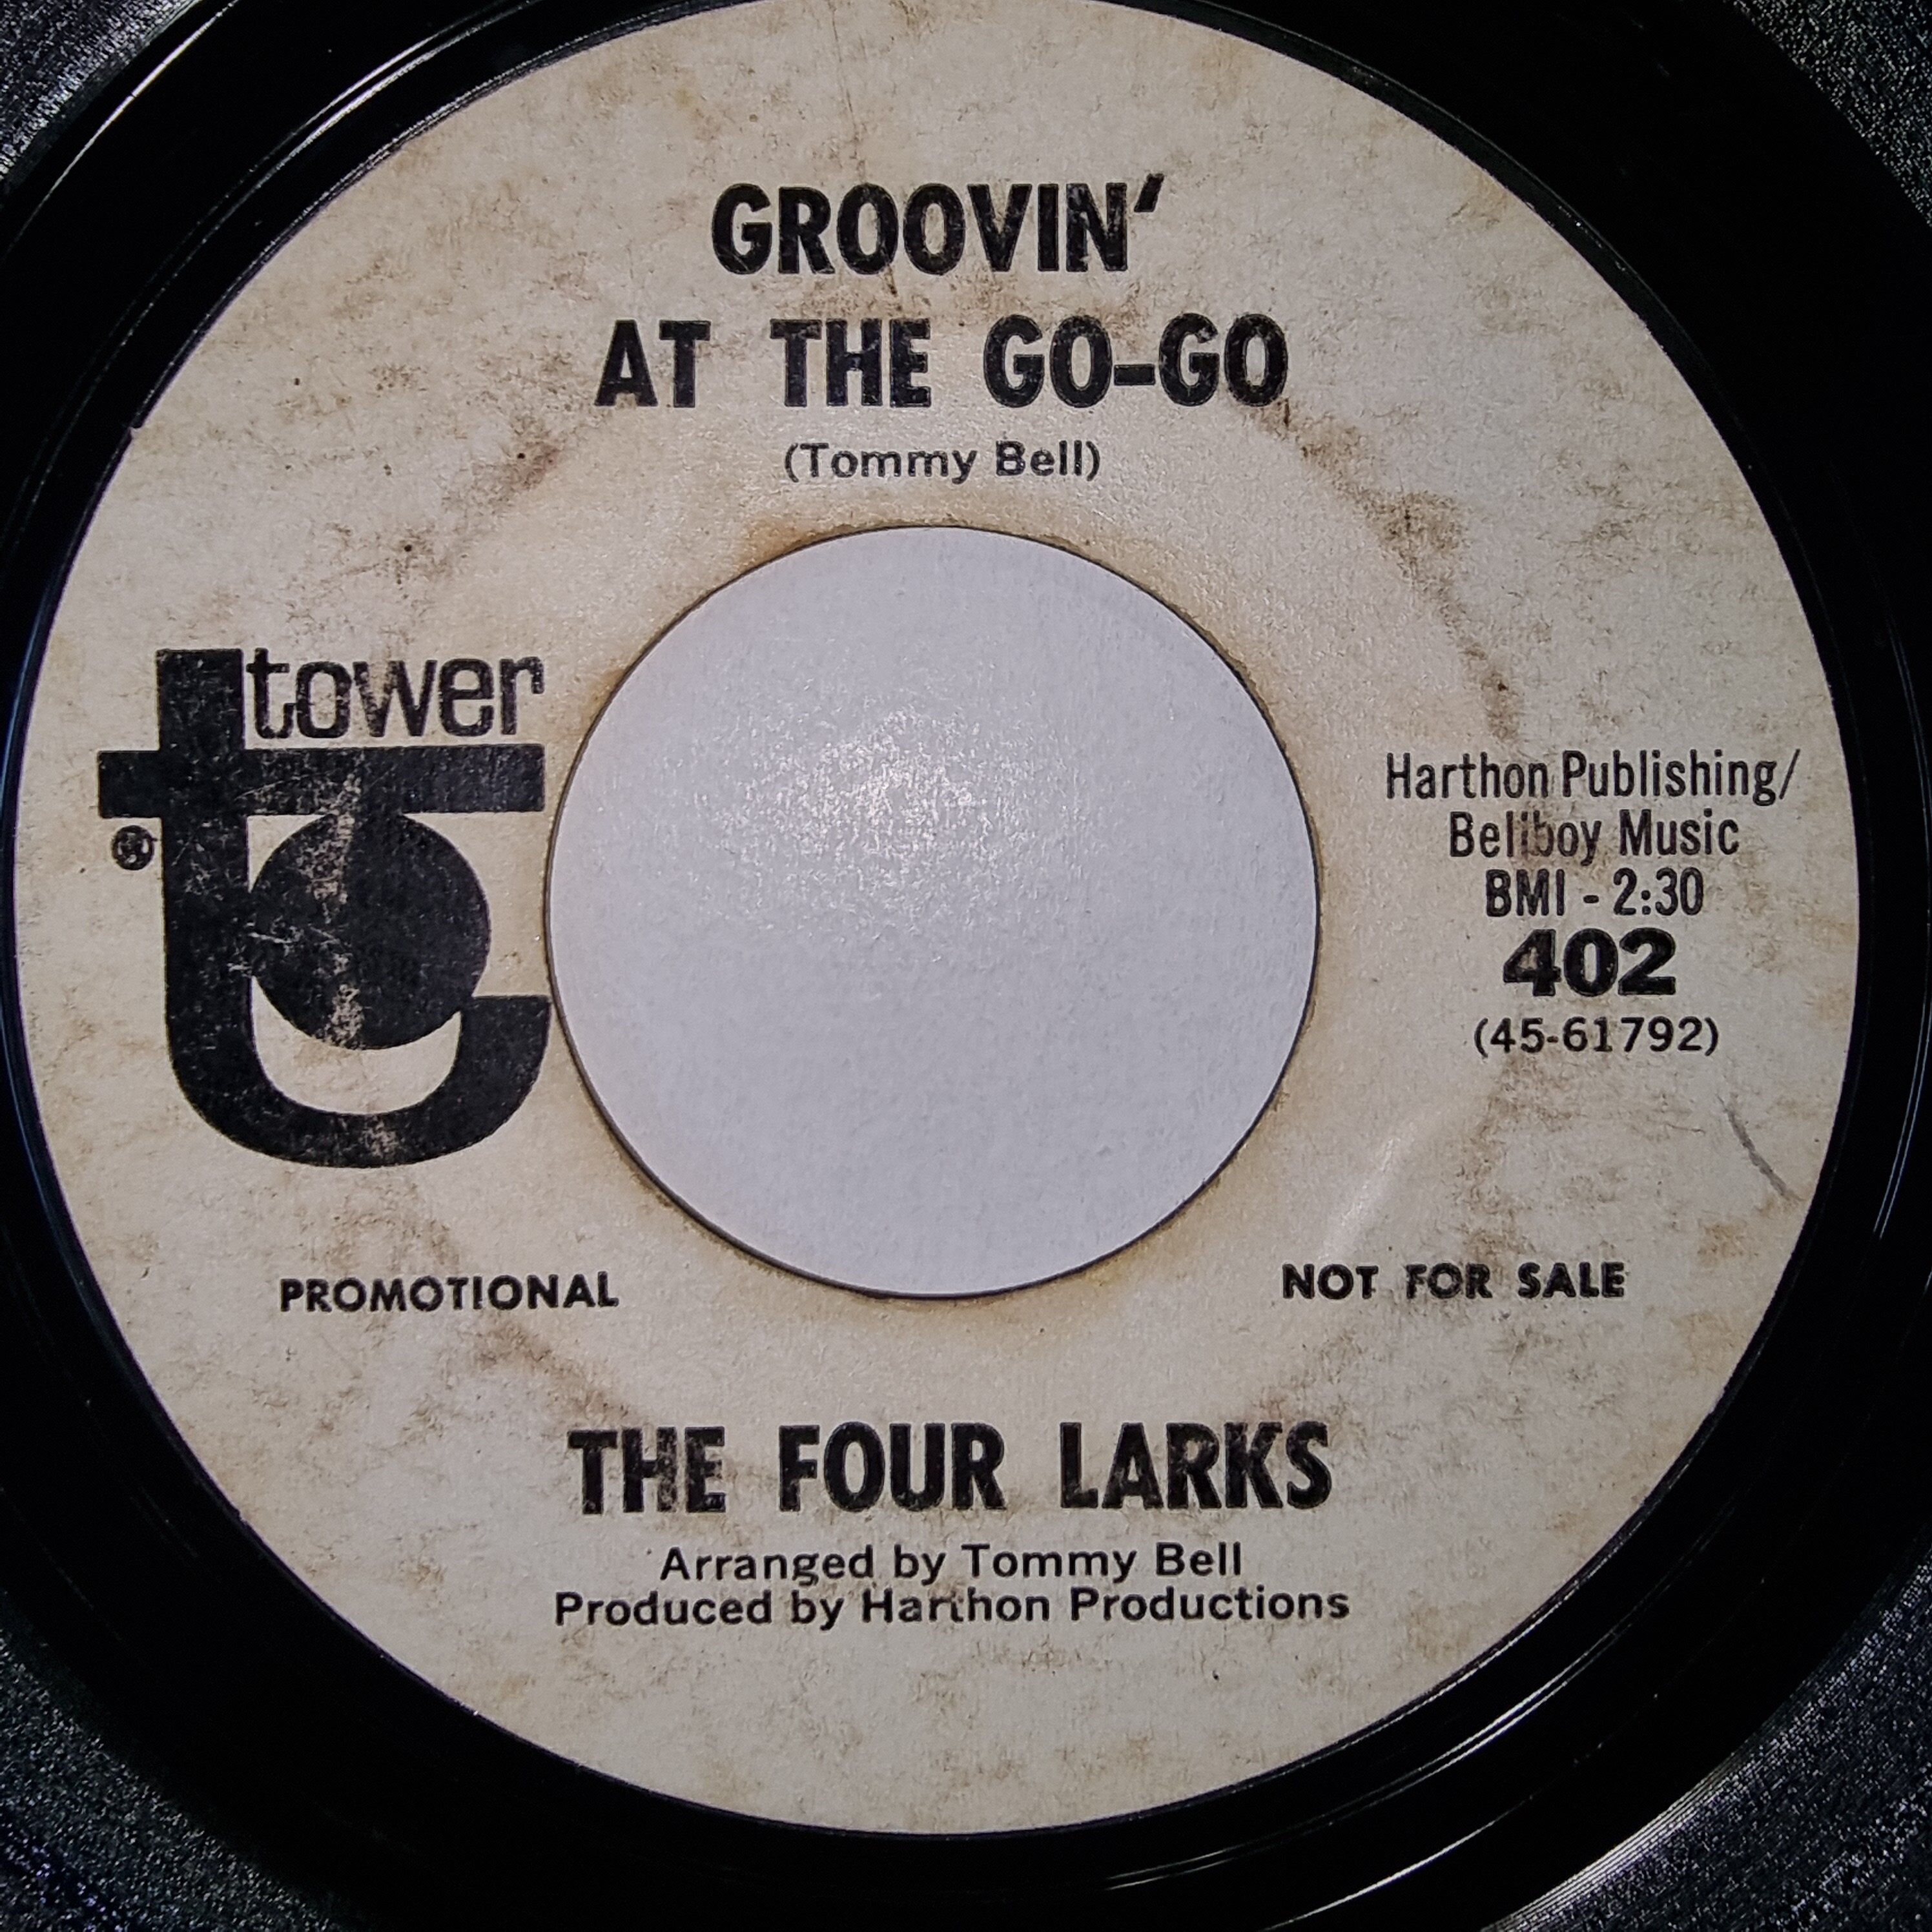 GROOVIN'
AT THE GO-GO
(Tommy Bell)
tower
Harthon Publishing/
Bellboy Music
BMI - 2:30
402
(45-61792)
PROMOTIONAL
NOT FOR SALE
THE FOUR LARKS
Arranged by Tommy Bell
Produced by Harthon Productions